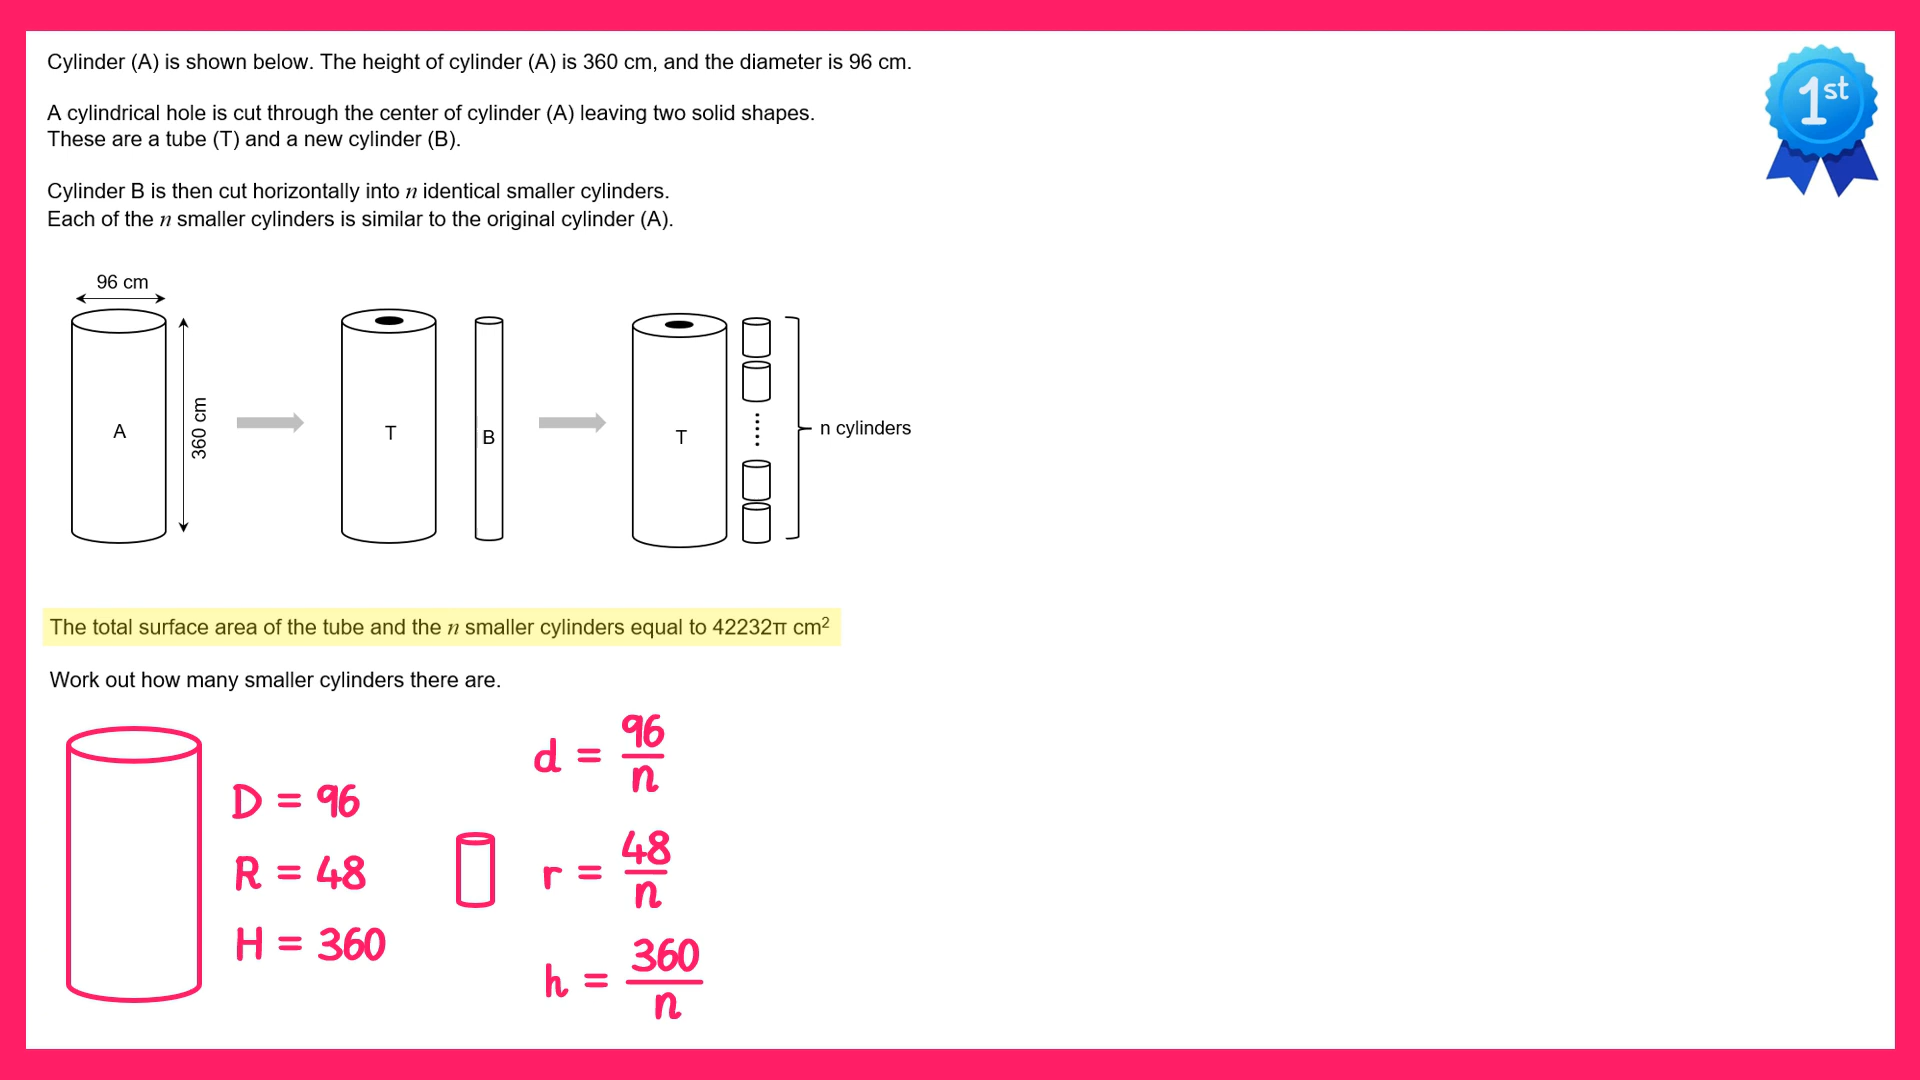 Cylinder (A) is shown below. The height of cylinder (A) is 360 cm, and the diameter is 96 cm.
A cylindrical hole is cut through the center of cylinder (A) leaving two solid shapes.
These are a tube (T) and a new cylinder (B).
Cylinder B is then cut horizontally into n identical smaller cylinders.
Each of the n smaller cylinders is similar to the original cylinder (A).
1st
96 cm
A
360 cm
T
B
T
n cylinders
The total surface area of the tube and the n smaller cylinders equal to 42232π cm²
Work out how many smaller cylinders there are.
D = 96
R = 48
H = 360
d = 96/n
r = 48/n
h = 360/n